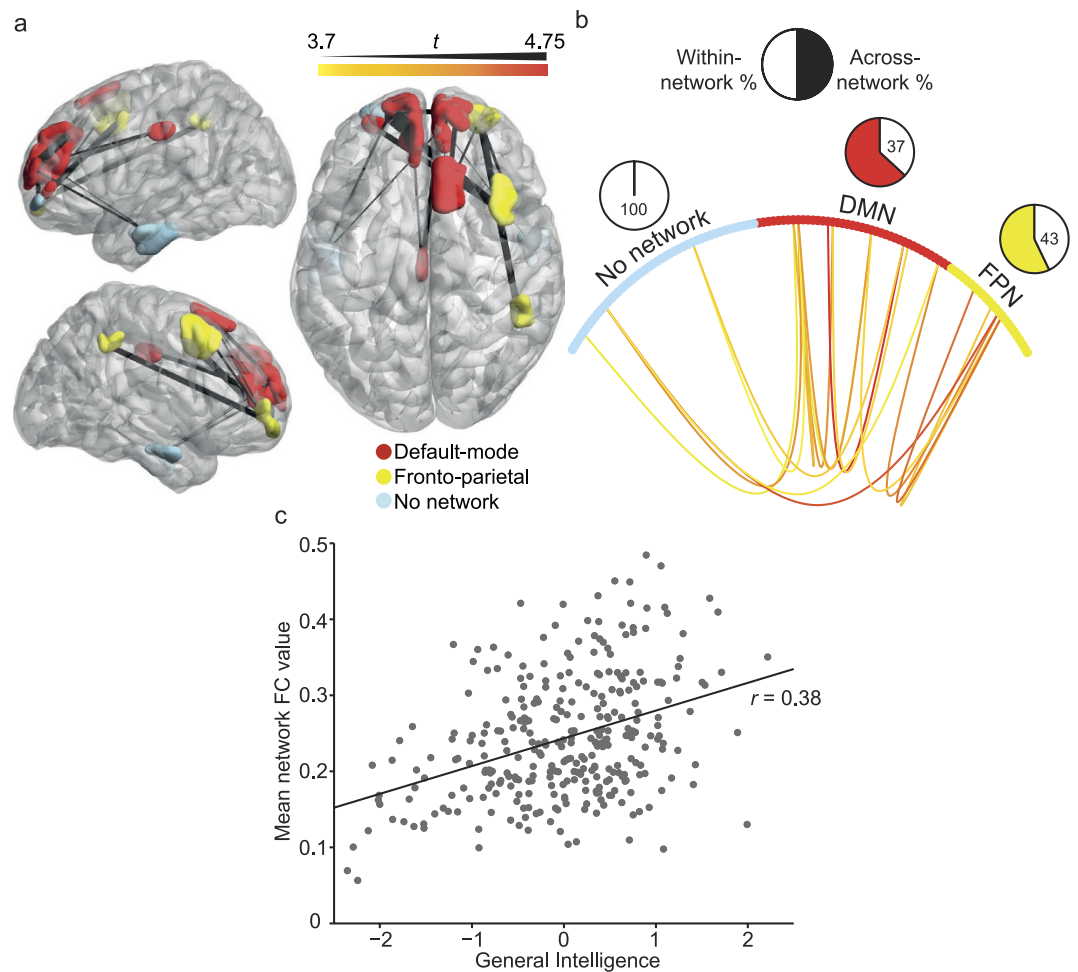 a
3.7 t 4.75
Default-mode
Fronto-parietal
No network
b
Within-
network %
Across-
network %
100
37
43
No network
DMN
FPN
c
Mean network FC value
0.5
0.4
0.3
0.2
0.1
0
r = 0.38
−2 −1 0 1 2
General Intelligence